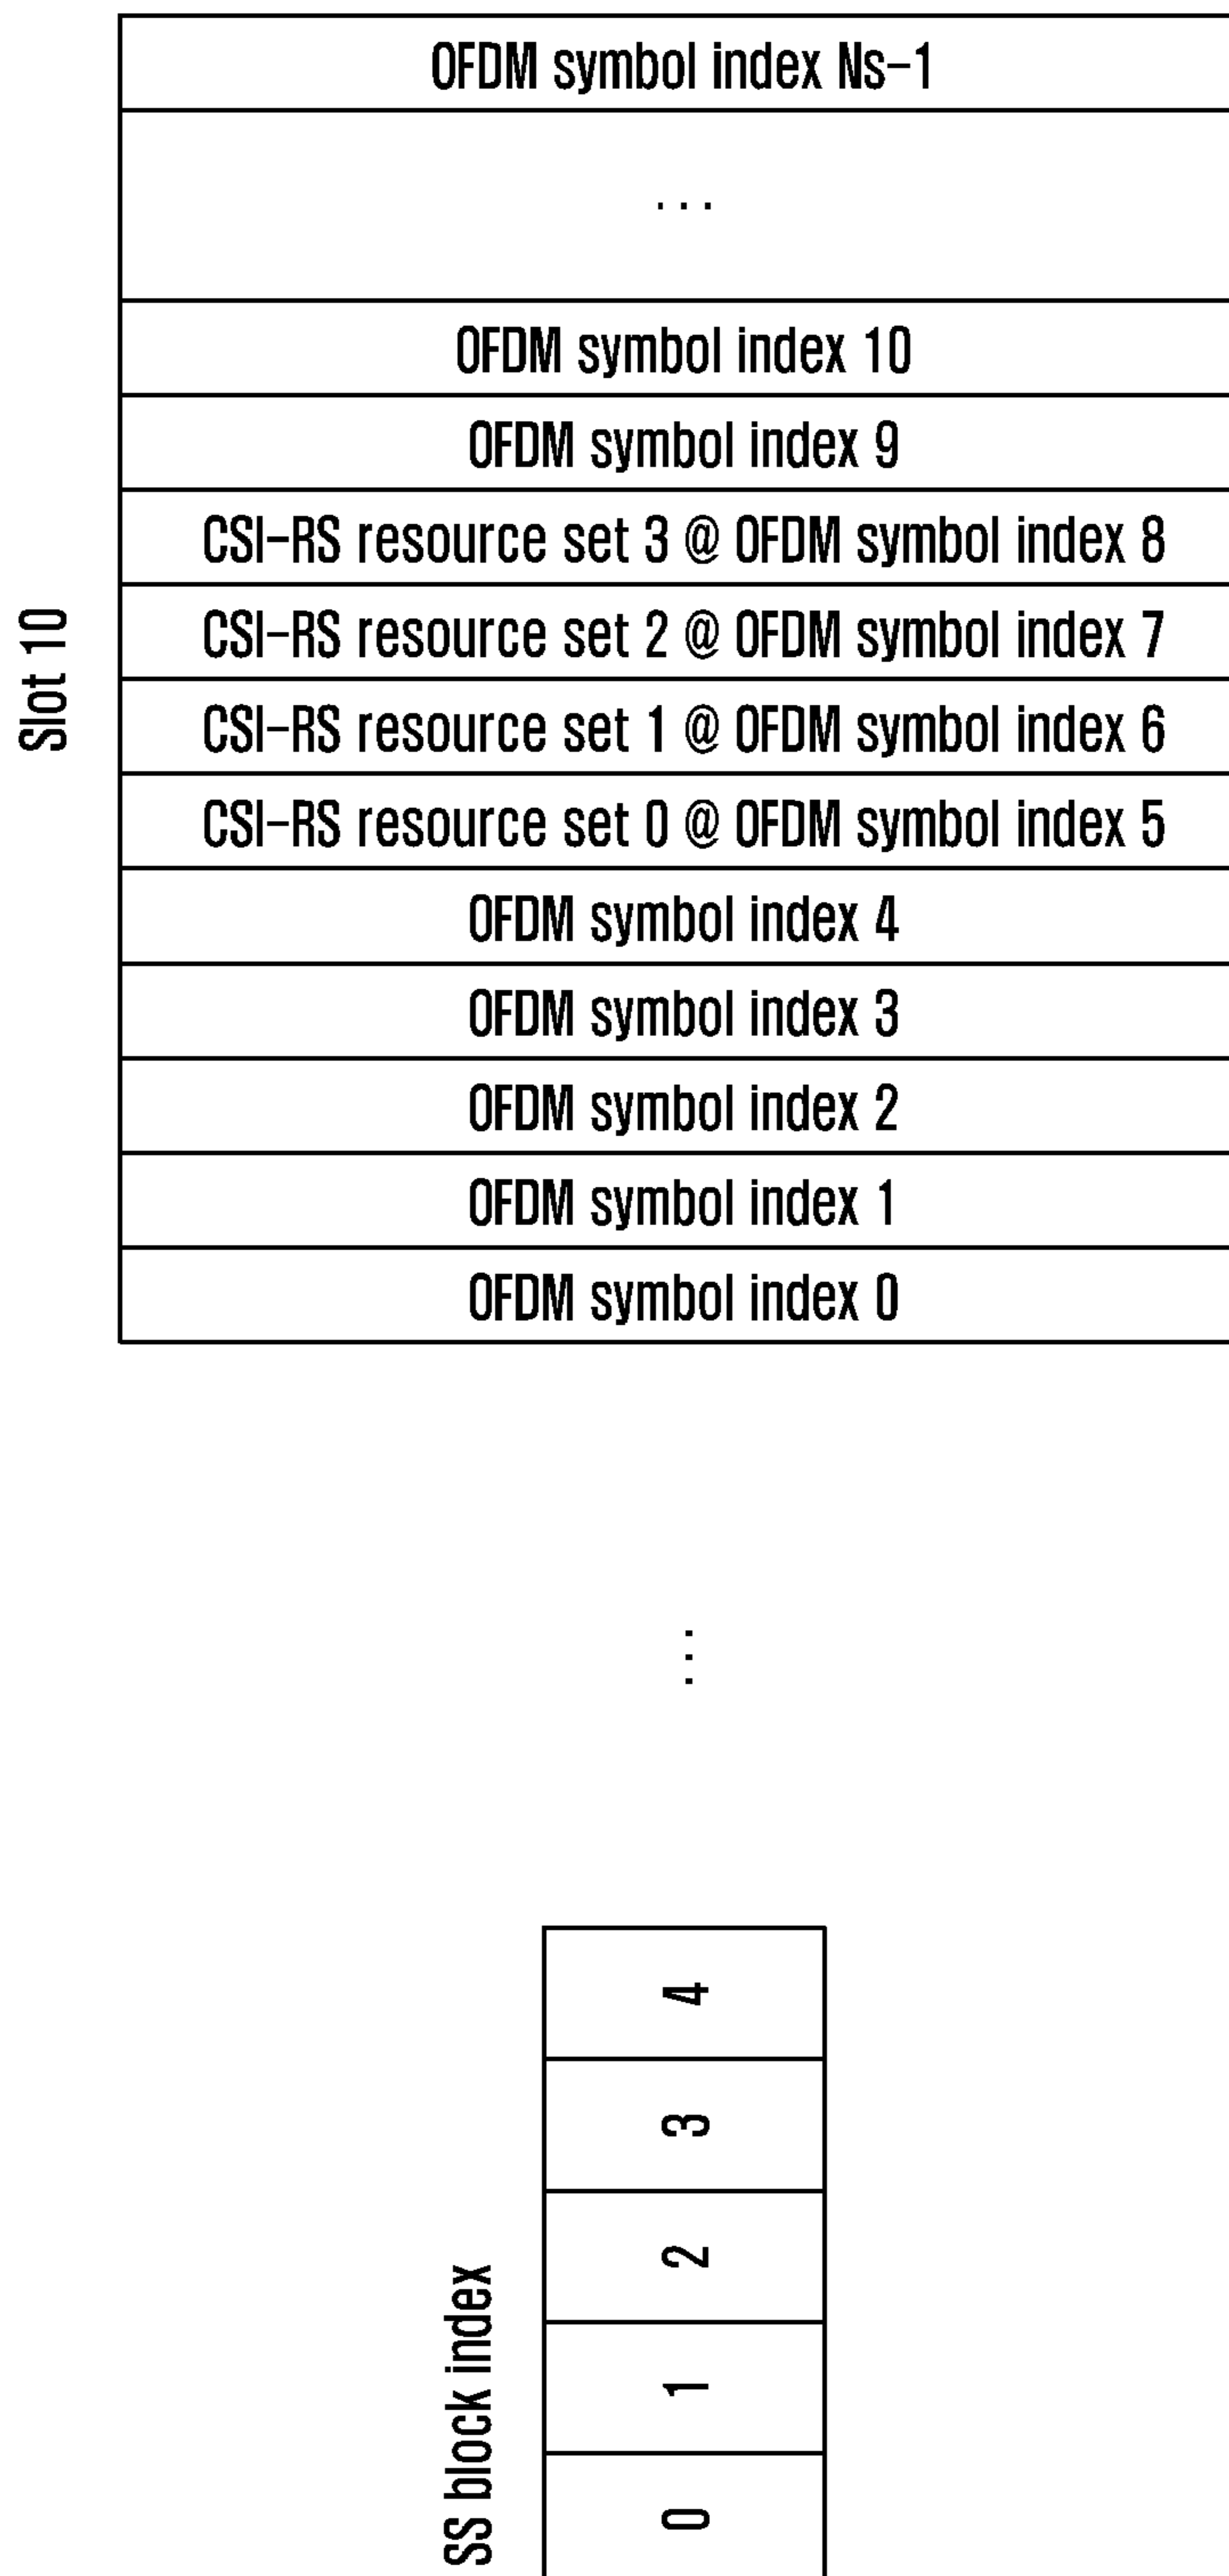 OFDM symbol index Ns-1
...
OFDM symbol index 10
OFDM symbol index 9
CSI-RS resource set 3 @ OFDM symbol index 8
Slot 10
CSI-RS resource set 2 @ OFDM symbol index 7
CSI-RS resource set 1 @ OFDM symbol index 6
CSI-RS resource set 0 @ OFDM symbol index 5
OFDM symbol index 4
OFDM symbol index 3
OFDM symbol index 2
OFDM symbol index 1
OFDM symbol index 0
...
SS block index
4
3
2
1
0